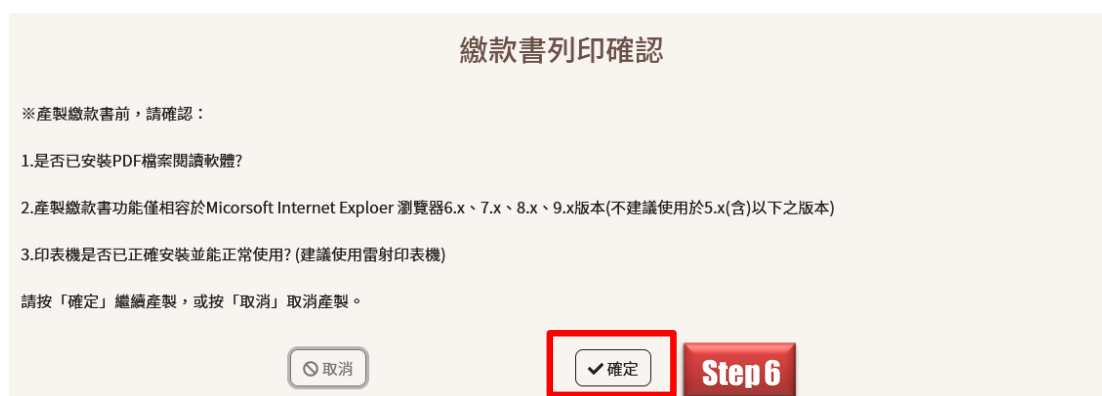 繳款書列印確認
※產製繳款書前，請確認：
1.是否已安裝PDF檔案閱讀軟體?
2.產製繳款書功能僅相容於Micorsoft Internet Exploer 瀏覽器6.x、7.x、8.x、9.x版本(不建議使用於5.x(含)以下之版本)
3.印表機是否已正確安裝並能正常使用? (建議使用雷射印表機)
請按「確定」繼續產製，或按「取消」取消產製。
取消
確定
Step 6